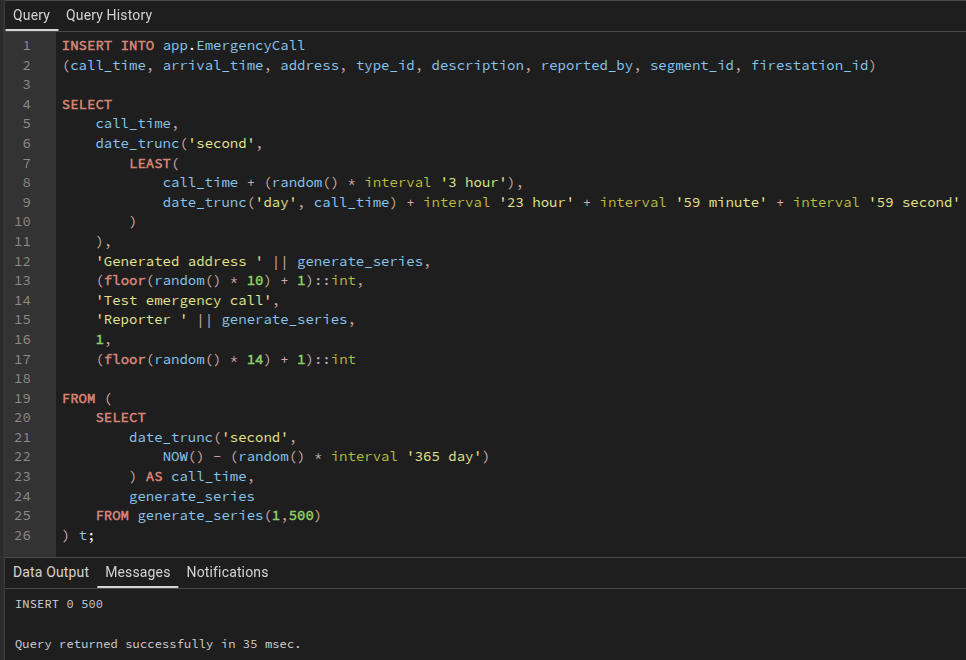 Query Query History
1 INSERT INTO app.EmergencyCall
2 (call_time, arrival_time, address, type_id, description, reported_by, segment_id, firestation_id)
3
4 SELECT
5 call_time,
6 date_trunc('second',
7 LEAST(
8 call_time + (random() * interval '3 hour'),
9 date_trunc('day', call_time) + interval '23 hour' + interval '59 minute' + interval '59 second'
10 )
11 ),
12 'Generated address ' || generate_series,
13 (floor(random() * 10) + 1)::int,
14 'Test emergency call',
15 'Reporter ' || generate_series,
16 1,
17 (floor(random() * 14) + 1)::int
18
19 FROM (
20 SELECT
21 date_trunc('second',
22 NOW() - (random() * interval '365 day')
23 ) AS call_time,
24 generate_series
25 FROM generate_series(1,500)
26 ) t;
Data Output Messages Notifications
INSERT 0 500
Query returned successfully in 35 msec.